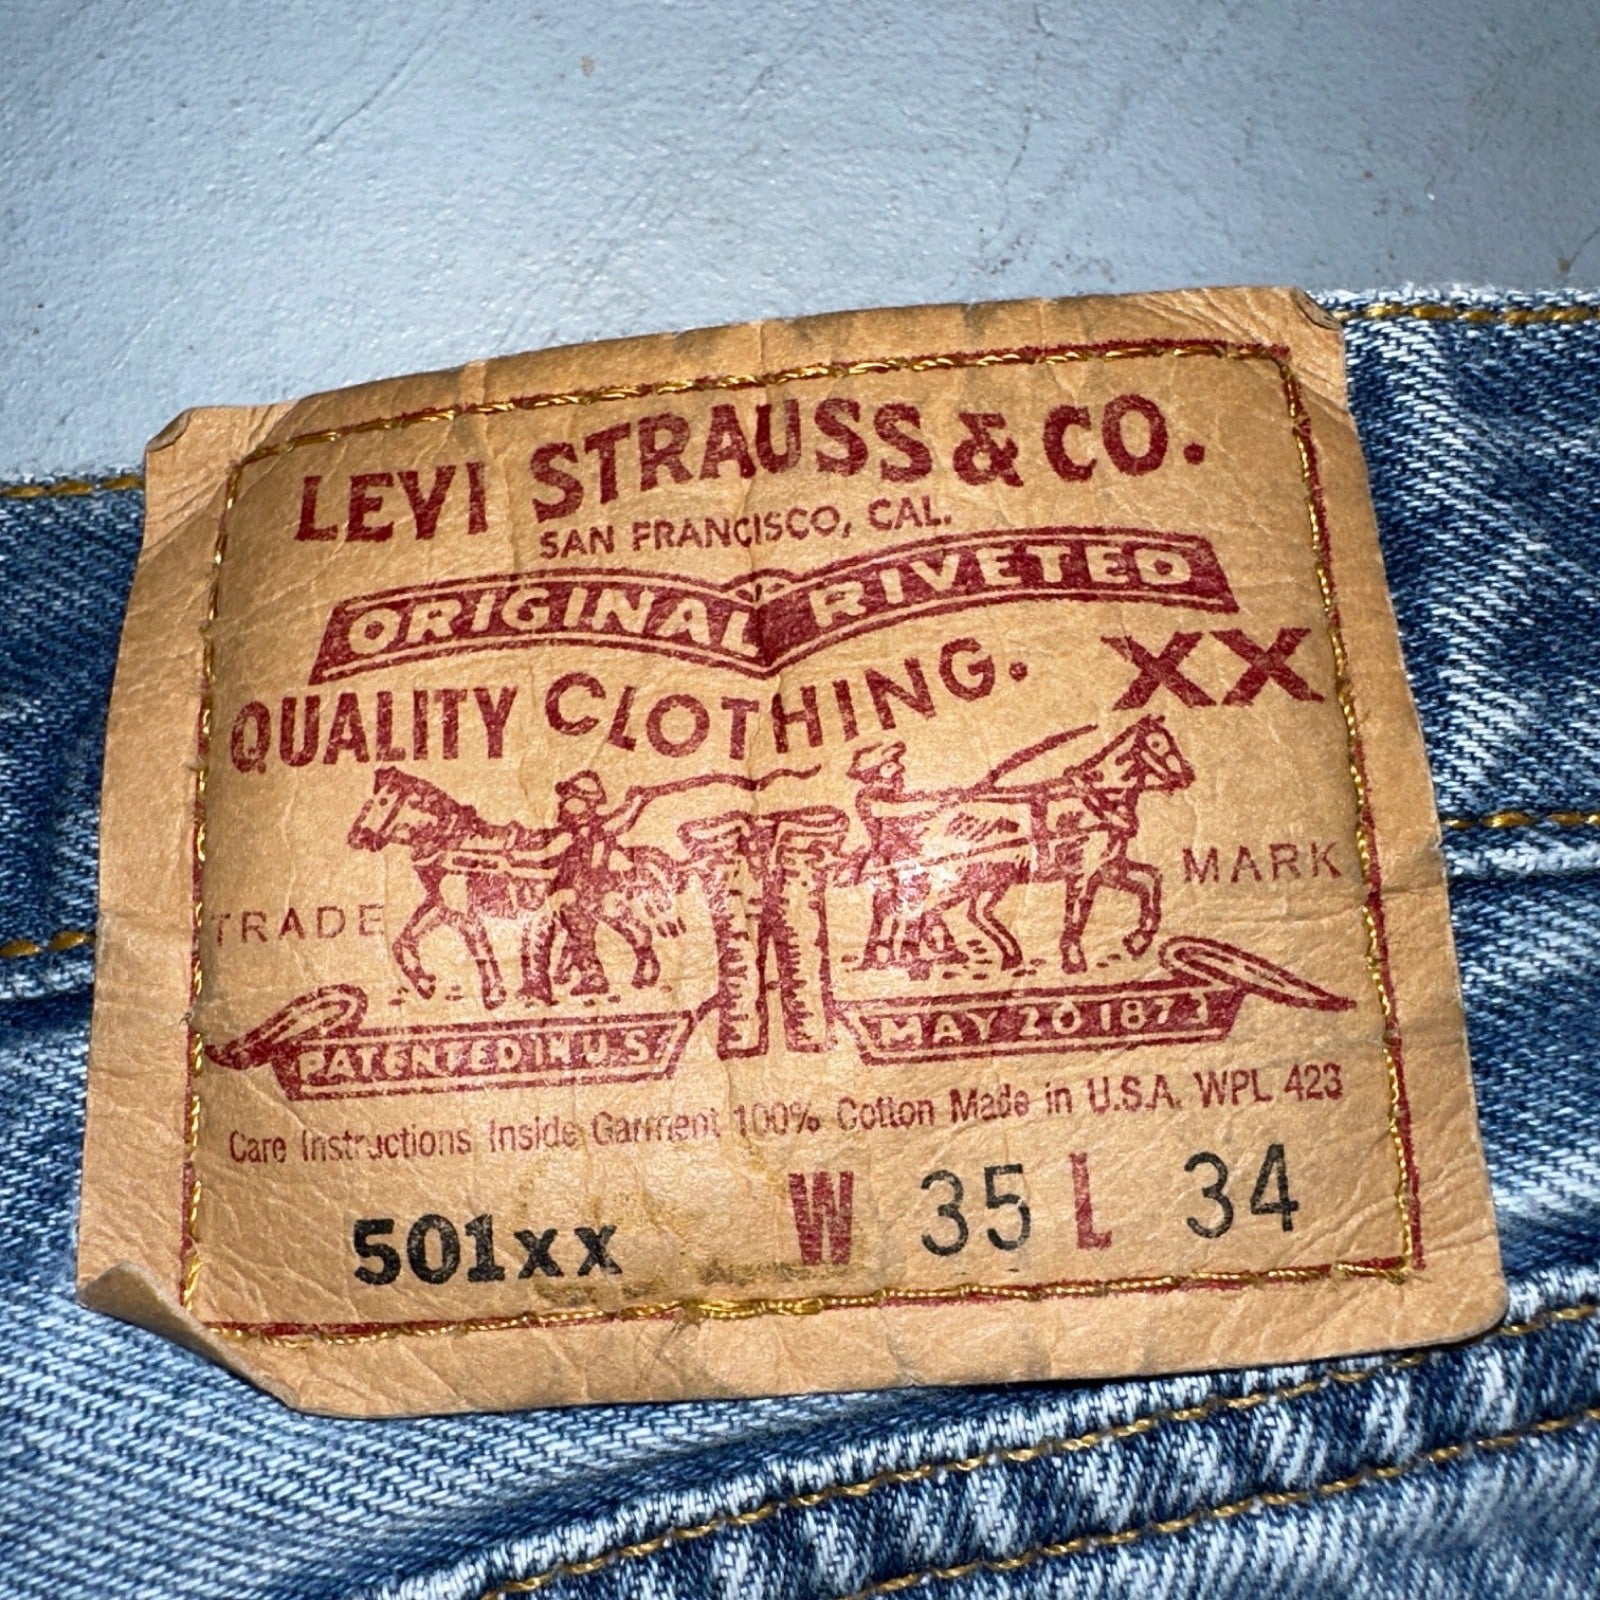 LEVI STRAUSS & CO.
SAN FRANCISCO, CAL.
ORIGINAL RIVETED
QUALITY CLOTHING. XX
TRADE MARK
PATENTED IN U.S. MAY 20 1873
Care Instructions Inside Garment 100% Cotton Made in U.S.A. WPL 423
501xx W 35 L 34